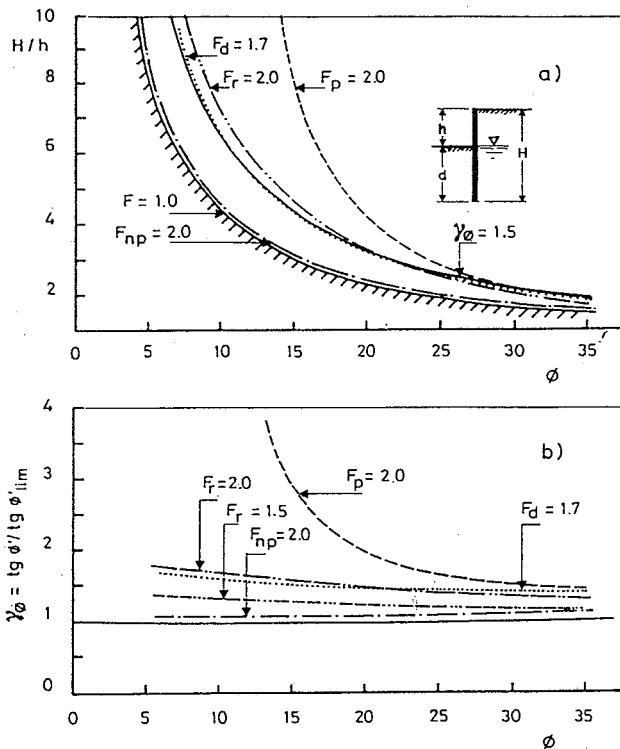 10
H/h
8
6
4
2
F_d = 1.7
F_r = 2.0
F_p = 2.0
a)
h
d
H
F = 1.0
F_np = 2.0
γ_ø = 1.5
0 5 10 15 20 25 30 35
Ø
4
3
2
1
0
γ_ø = tg ø'/ tg ø'lim
b)
F_p = 2.0
F_r = 2.0
F_r = 1.5
F_np = 2.0
F_d = 1.7
0 5 10 15 20 25 30 35
Ø